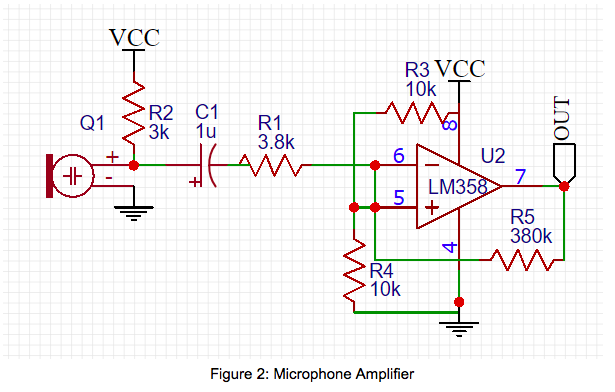 VCC
R3 VCC
10k
Q1
R2
3k
C1
1u
R1
3.8k
OUT
8
+
-
+
6
−
U2
LM358
7
5
+
4
R5
380k
R4
10k
Figure 2: Microphone Amplifier